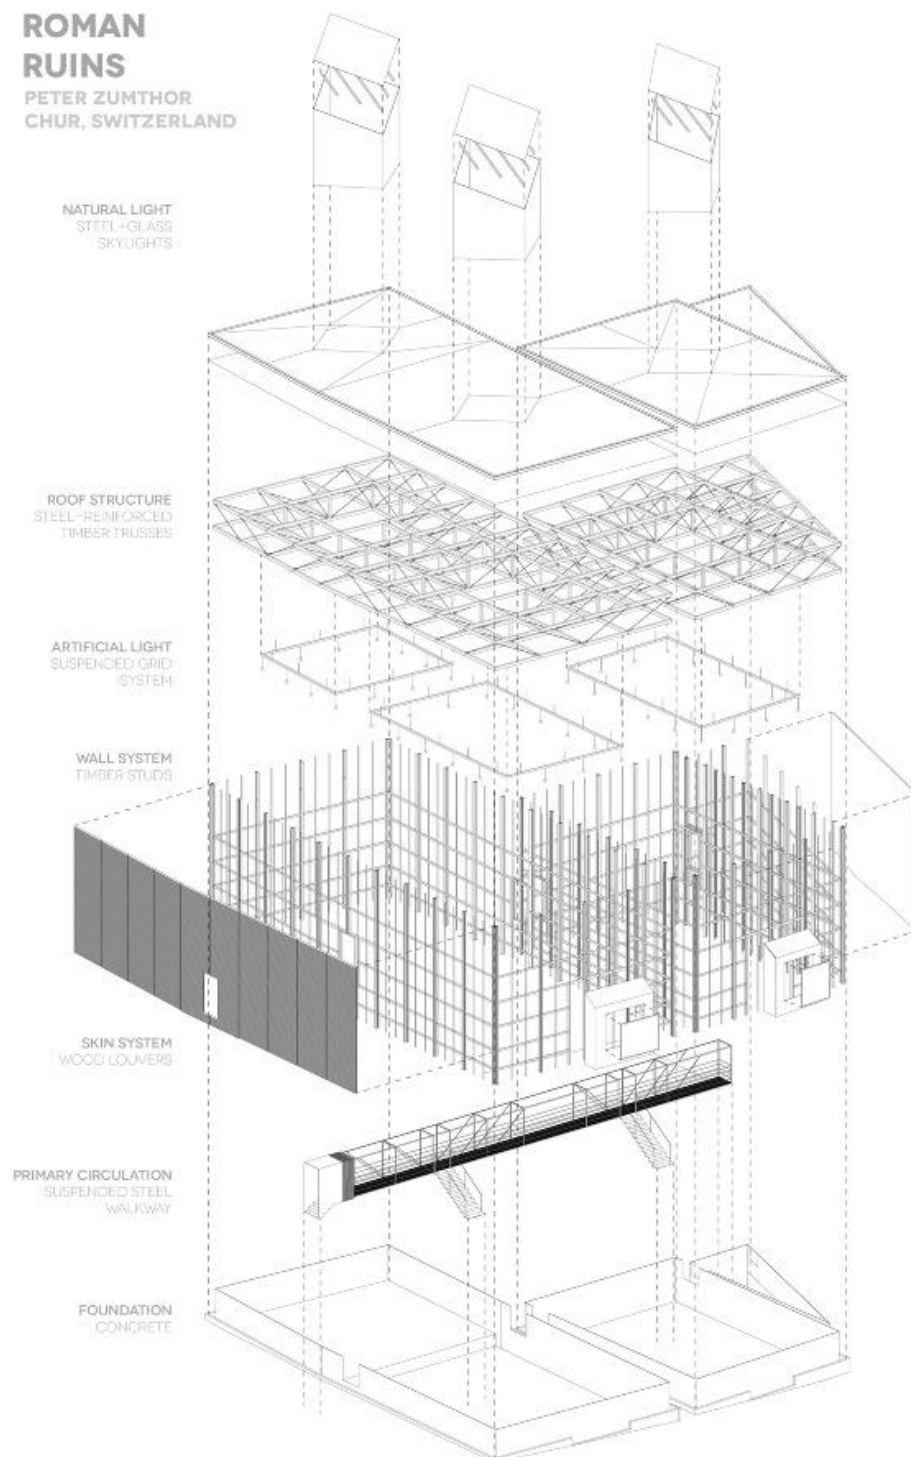 ROMAN
RUINS
PETER ZUMTHOR
CHUR, SWITZERLAND
NATURAL LIGHT
STEEL+GLASS
SKYLIGHTS
ROOF STRUCTURE
STEEL-REINFORCED
TIMBER TRUSSES
ARTIFICIAL LIGHT
SUSPENDED GRID
SYSTEM
WALL SYSTEM
TIMBER STUDS
SKIN SYSTEM
WOOD LOUVERS
PRIMARY CIRCULATION
SUSPENDED STEEL
WALKWAY
FOUNDATION
CONCRETE